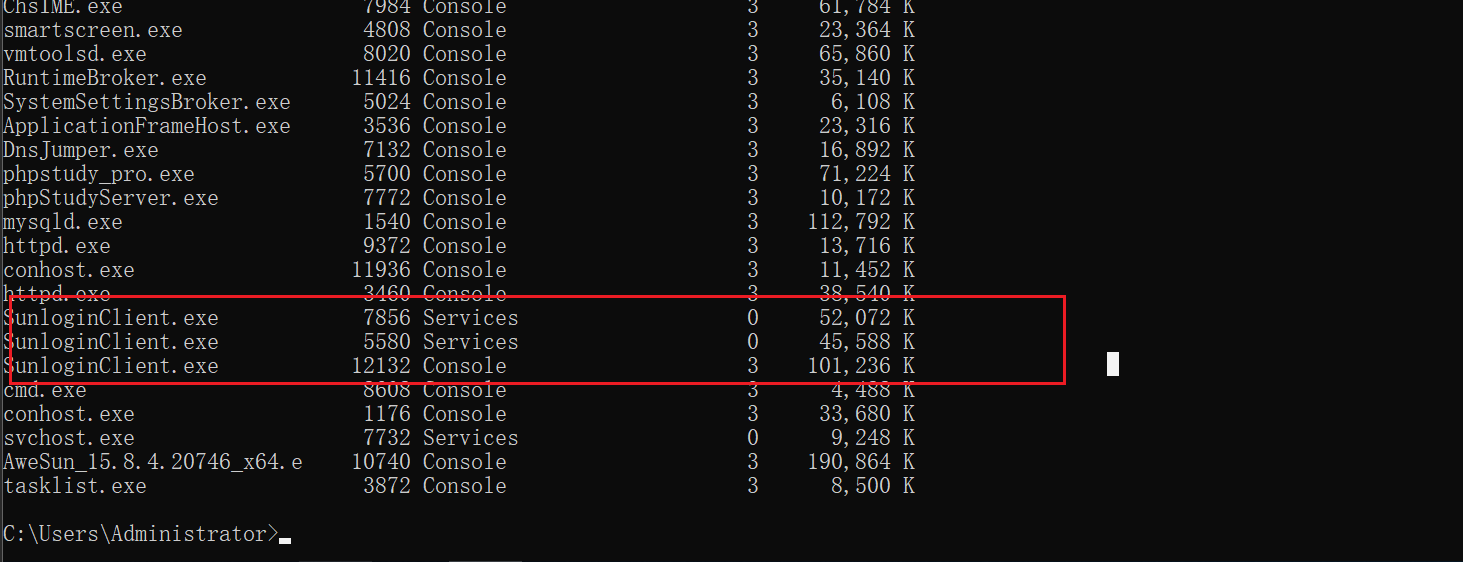 ChsIME.exe 7984 Console 3 61,784 K
smartscreen.exe 4808 Console 3 23,364 K
vmtoolsd.exe 8020 Console 3 65,860 K
RuntimeBroker.exe 11416 Console 3 35,140 K
SystemSettingsBroker.exe 5024 Console 3 6,108 K
ApplicationFrameHost.exe 3536 Console 3 23,316 K
DnsJumper.exe 7132 Console 3 16,892 K
phpstudy_pro.exe 5700 Console 3 71,224 K
phpStudyServer.exe 7772 Console 3 10,172 K
mysqld.exe 1540 Console 3 112,792 K
httpd.exe 9372 Console 3 13,716 K
conhost.exe 11936 Console 3 11,452 K
httpd.exe 3460 Console 3 38,540 K
SunloginClient.exe 7856 Services 0 52,072 K
SunloginClient.exe 5580 Services 0 45,588 K
SunloginClient.exe 12132 Console 3 101,236 K
cmd.exe 8608 Console 3 4,488 K
conhost.exe 1176 Console 3 33,680 K
svchost.exe 7732 Services 0 9,248 K
AweSun_15.8.4.20746_x64.e 10740 Console 3 190,864 K
tasklist.exe 3872 Console 3 8,500 K
C:\Users\Administrator>